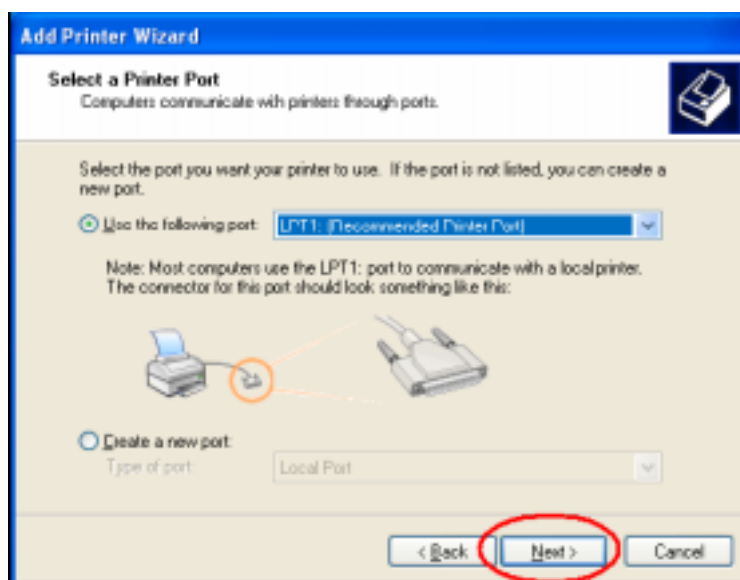 Add Printer Wizard
Select a Printer Port
Computers communicate with printers through ports.
Select the port you want your printer to use. If the port is not listed, you can create a
new port.
Use the following port: LPT1: (Recommended Printer Port)
Note: Most computers use the LPT1: port to communicate with a local printer.
The connector for this port should look something like this:
Create a new port:
Type of port: Local Port
< Back Next > Cancel